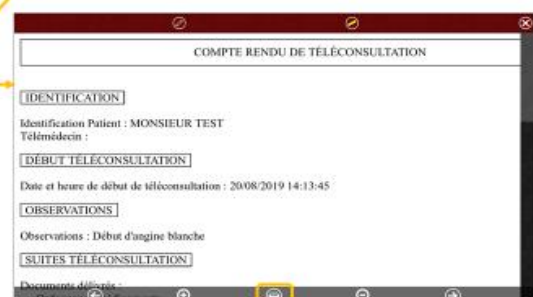 COMPTE RENDU DE TÉLÉCONSULTATION
IDENTIFICATION
Identification Patient : MONSIEUR TEST
Télémédecin :
DÉBUT TÉLÉCONSULTATION
Date et heure de début de téléconsultation : 20/08/2019 14:13:45
OBSERVATIONS
Observations : Début d'angine blanche
SUITES TÉLÉCONSULTATION
Documents délivrés :